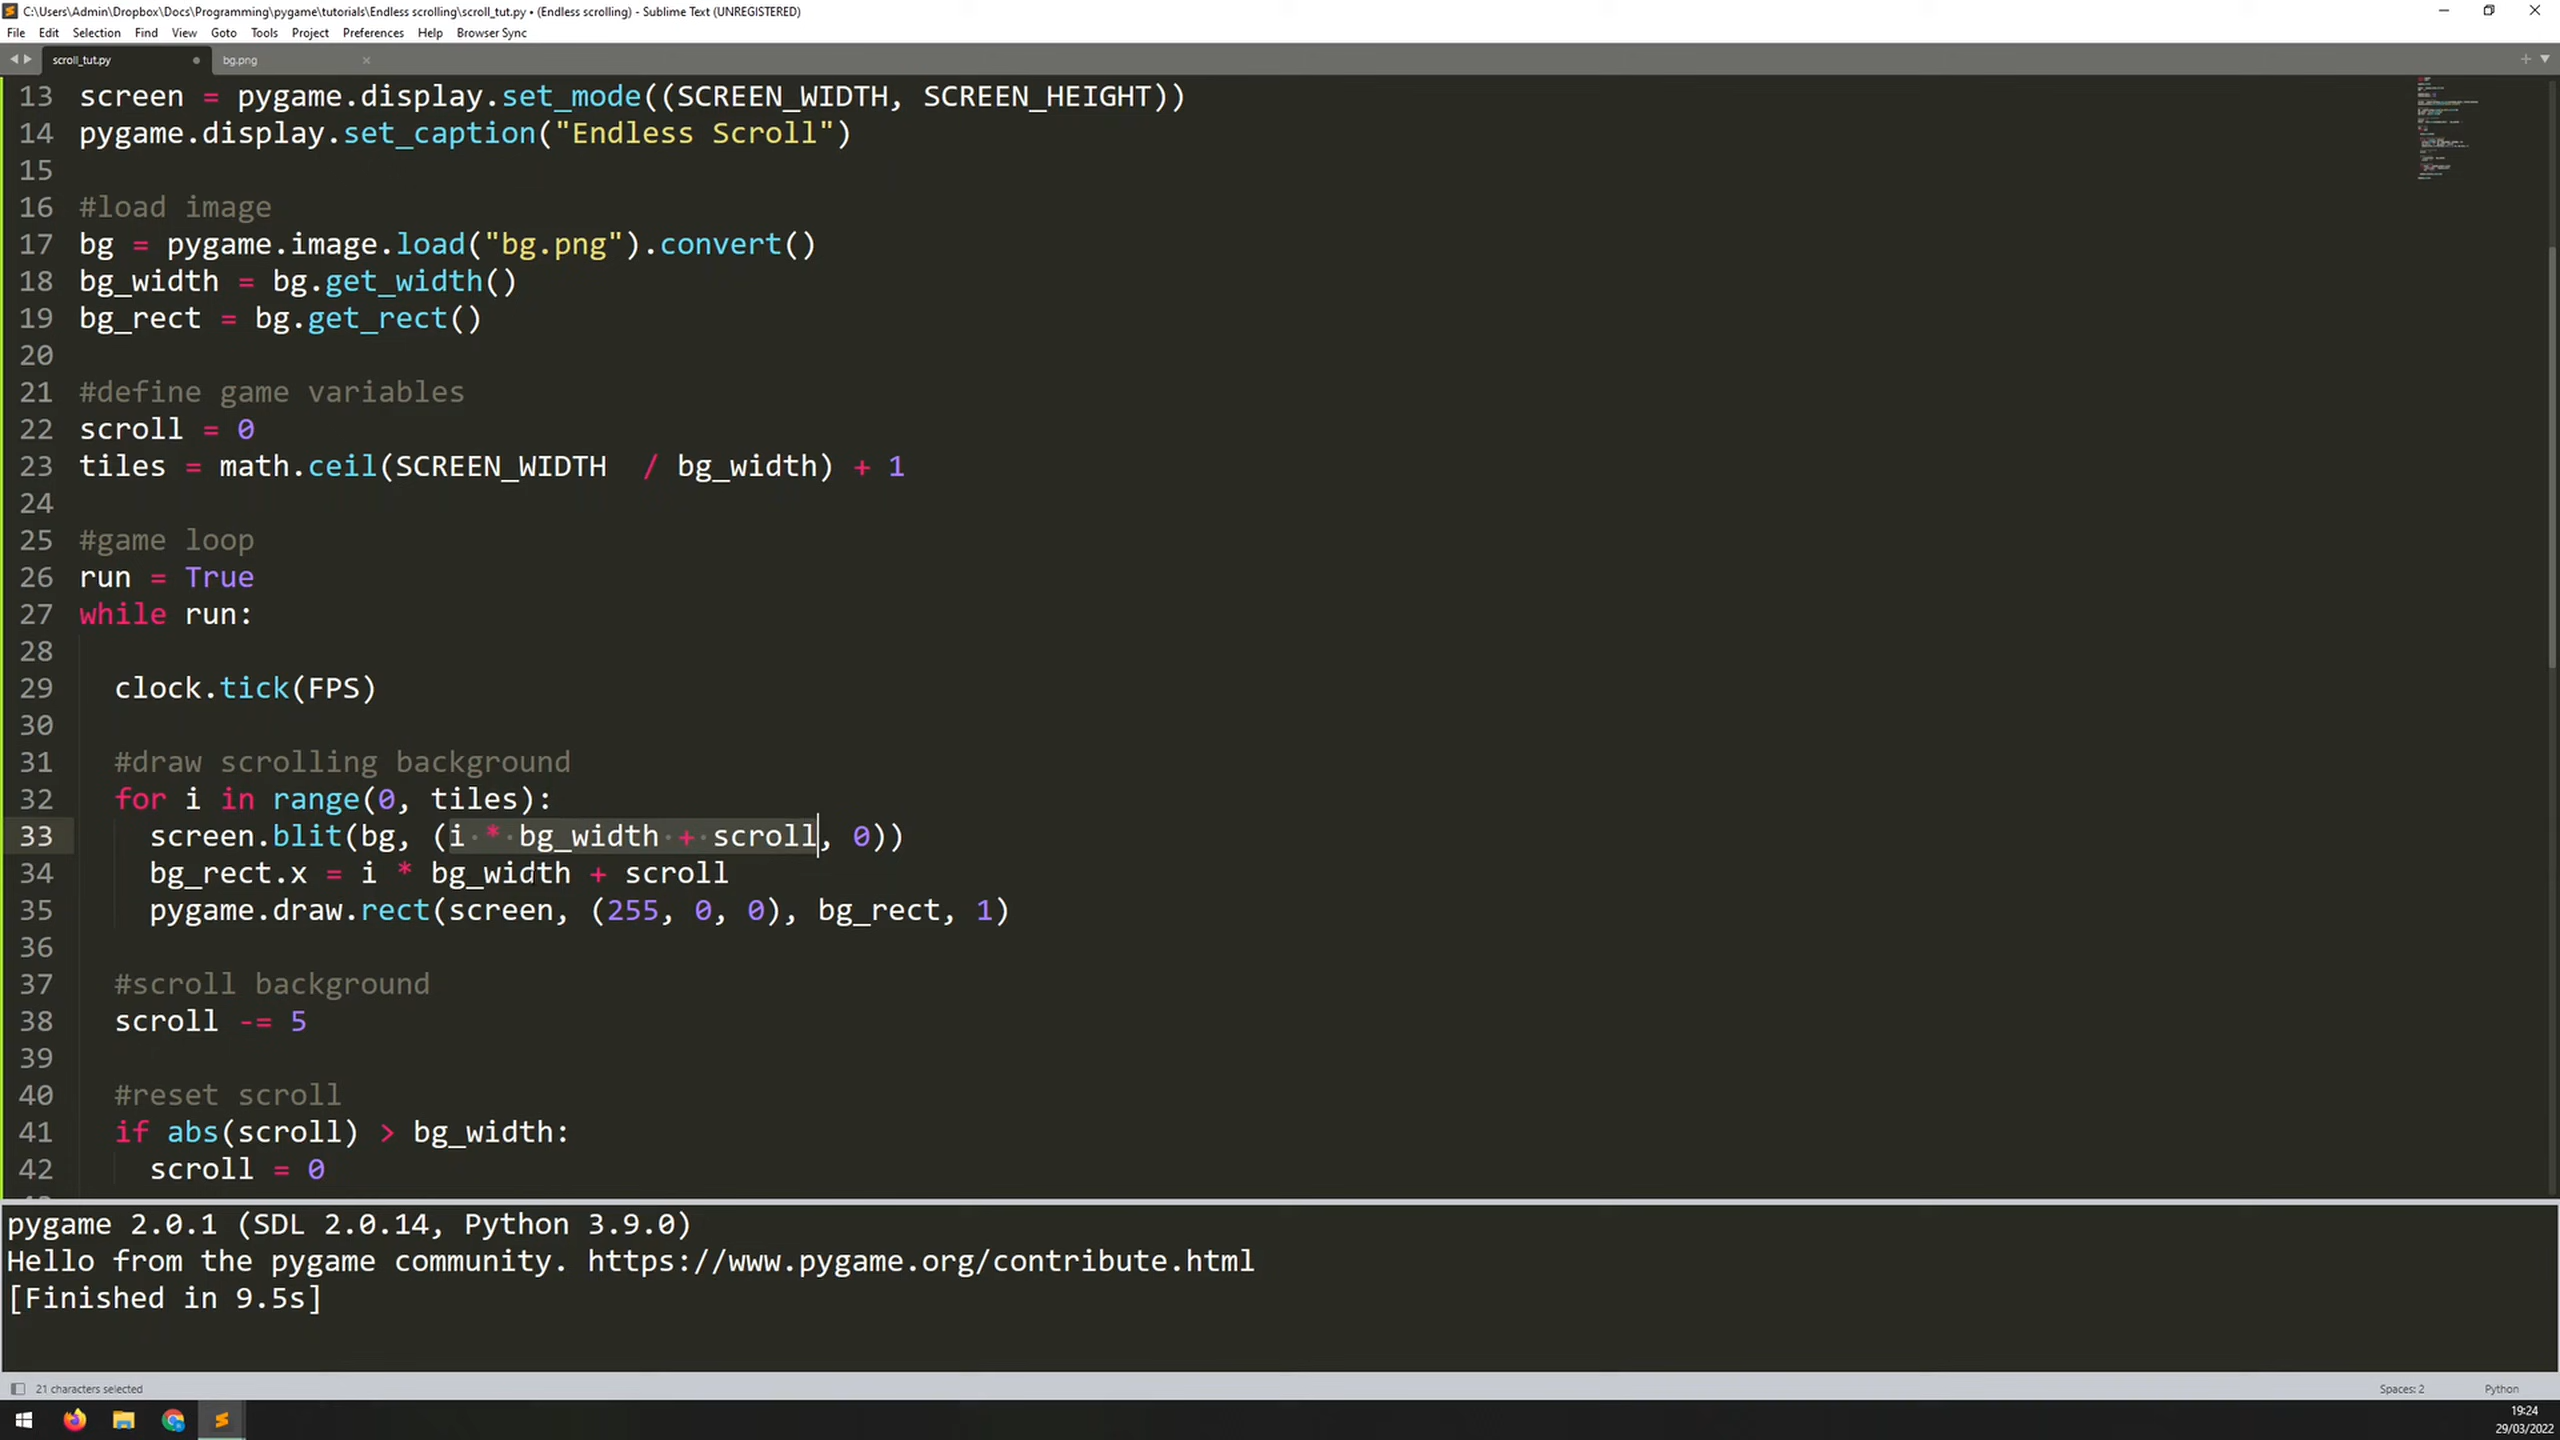 C:\Users\Admin\Dropbox\Docs\Programming\pygame\tutorials\Endless scrolling\scroll_tut.py • (Endless scrolling) - Sublime Text (UNREGISTERED)
File Edit Selection Find View Goto Tools Project Preferences Help Browser Sync
scroll_tut.py bg.png
13 screen = pygame.display.set_mode((SCREEN_WIDTH, SCREEN_HEIGHT))
14 pygame.display.set_caption("Endless Scroll")
15
16 #load image
17 bg = pygame.image.load("bg.png").convert()
18 bg_width = bg.get_width()
19 bg_rect = bg.get_rect()
20
21 #define game variables
22 scroll = 0
23 tiles = math.ceil(SCREEN_WIDTH  / bg_width) + 1
24
25 #game loop
26 run = True
27 while run:
28
29   clock.tick(FPS)
30
31   #draw scrolling background
32   for i in range(0, tiles):
33     screen.blit(bg, (i * bg_width + scroll, 0))
34     bg_rect.x = i * bg_width + scroll
35     pygame.draw.rect(screen, (255, 0, 0), bg_rect, 1)
36
37   #scroll background
38   scroll -= 5
39
40   #reset scroll
41   if abs(scroll) > bg_width:
42     scroll = 0
pygame 2.0.1 (SDL 2.0.14, Python 3.9.0)
Hello from the pygame community. https://www.pygame.org/contribute.html
[Finished in 9.5s]
21 characters selected Spaces: 2 Python
19:24
29/03/2022